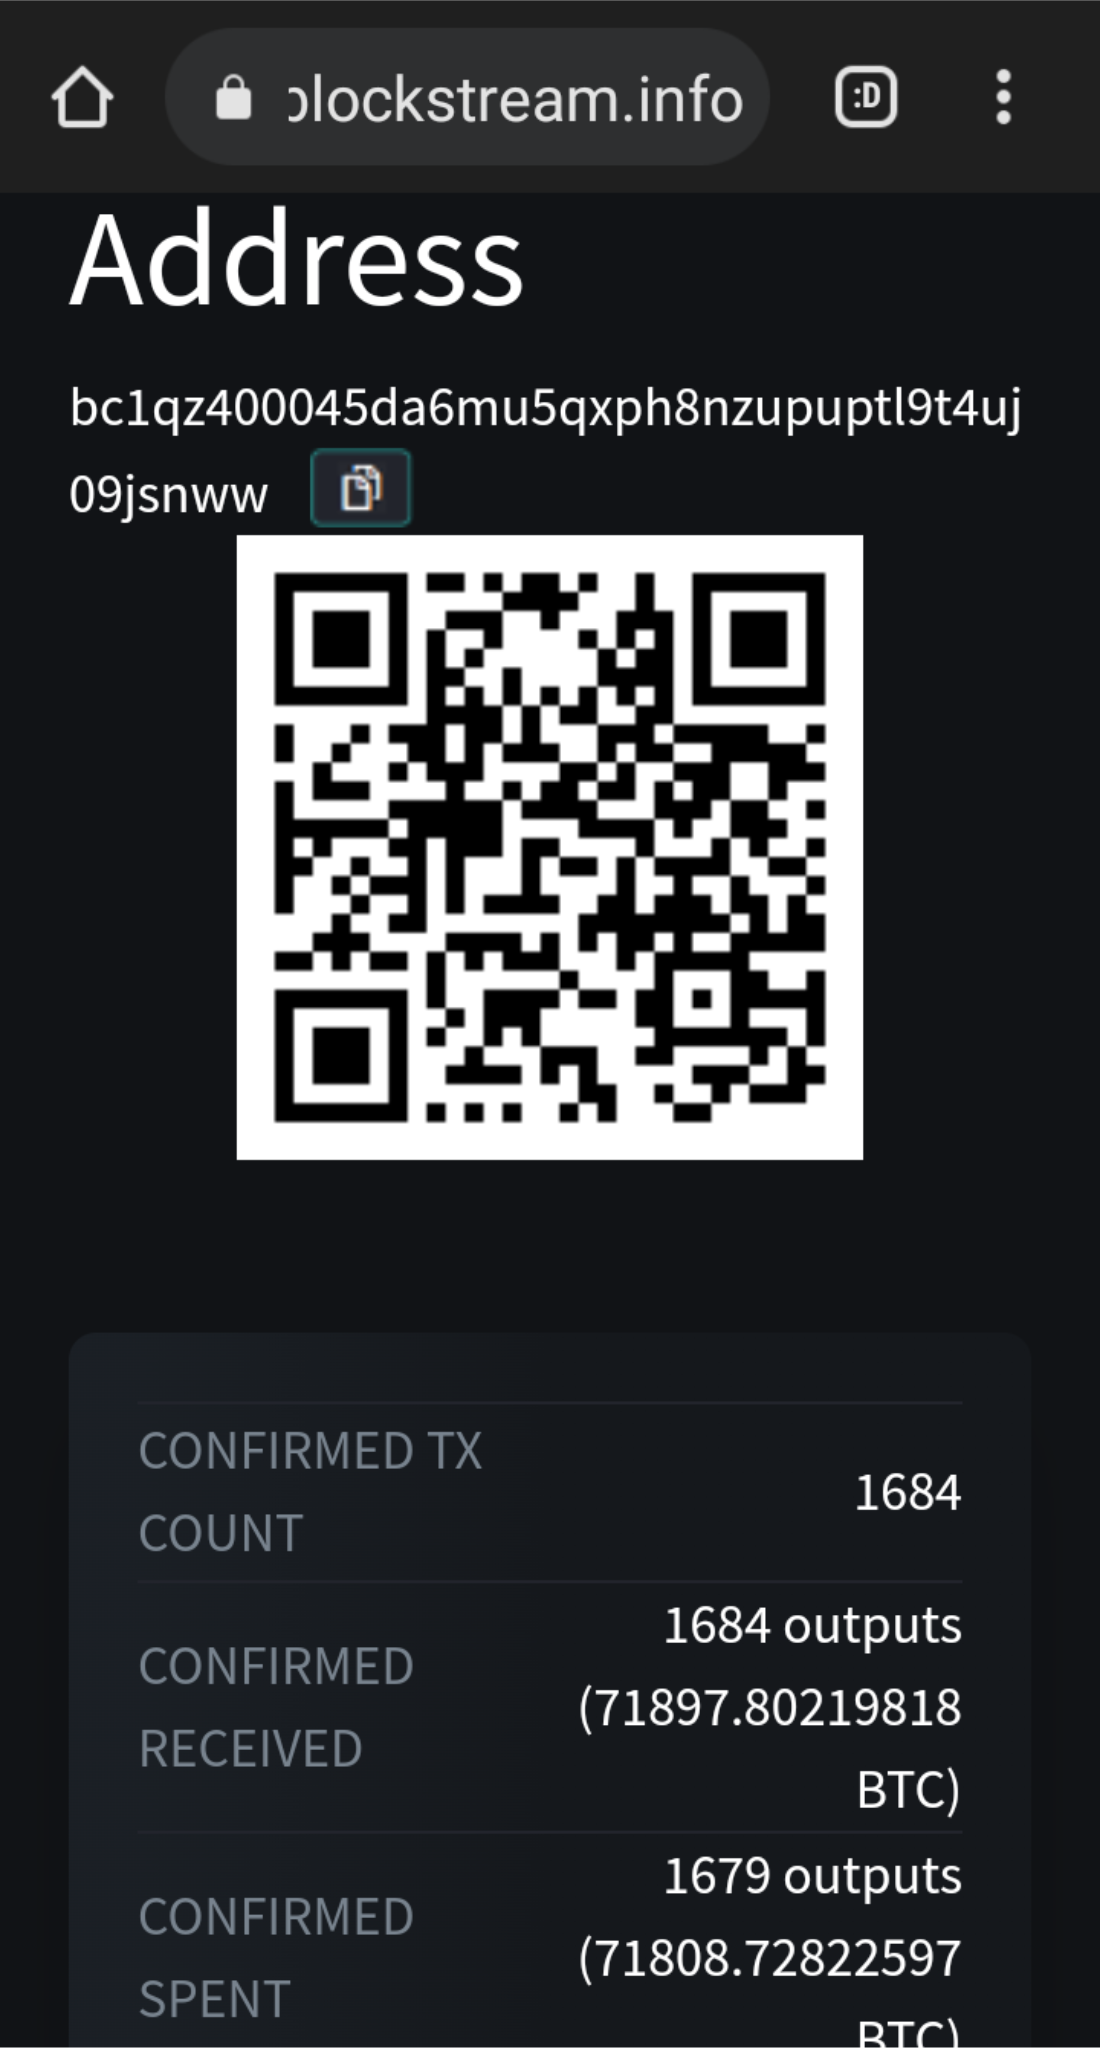 blockstream.info
:D
Address
bc1qz400045da6mu5qxph8nzupuptl9t4uj
09jsnww
CONFIRMED TX
COUNT
1684
CONFIRMED
RECEIVED
1684 outputs
(71897.80219818
BTC)
CONFIRMED
SPENT
1679 outputs
(71808.72822597
BTC)